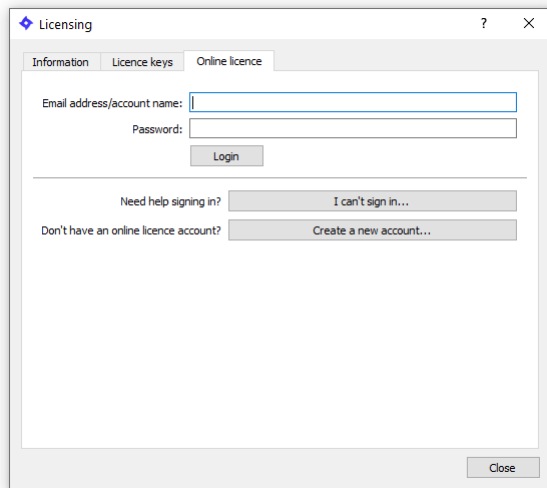 Licensing ?
Information Licence keys Online licence
Email address/account name:
Password:
Login
Need help signing in? I can't sign in...
Don't have an online licence account? Create a new account...
Close